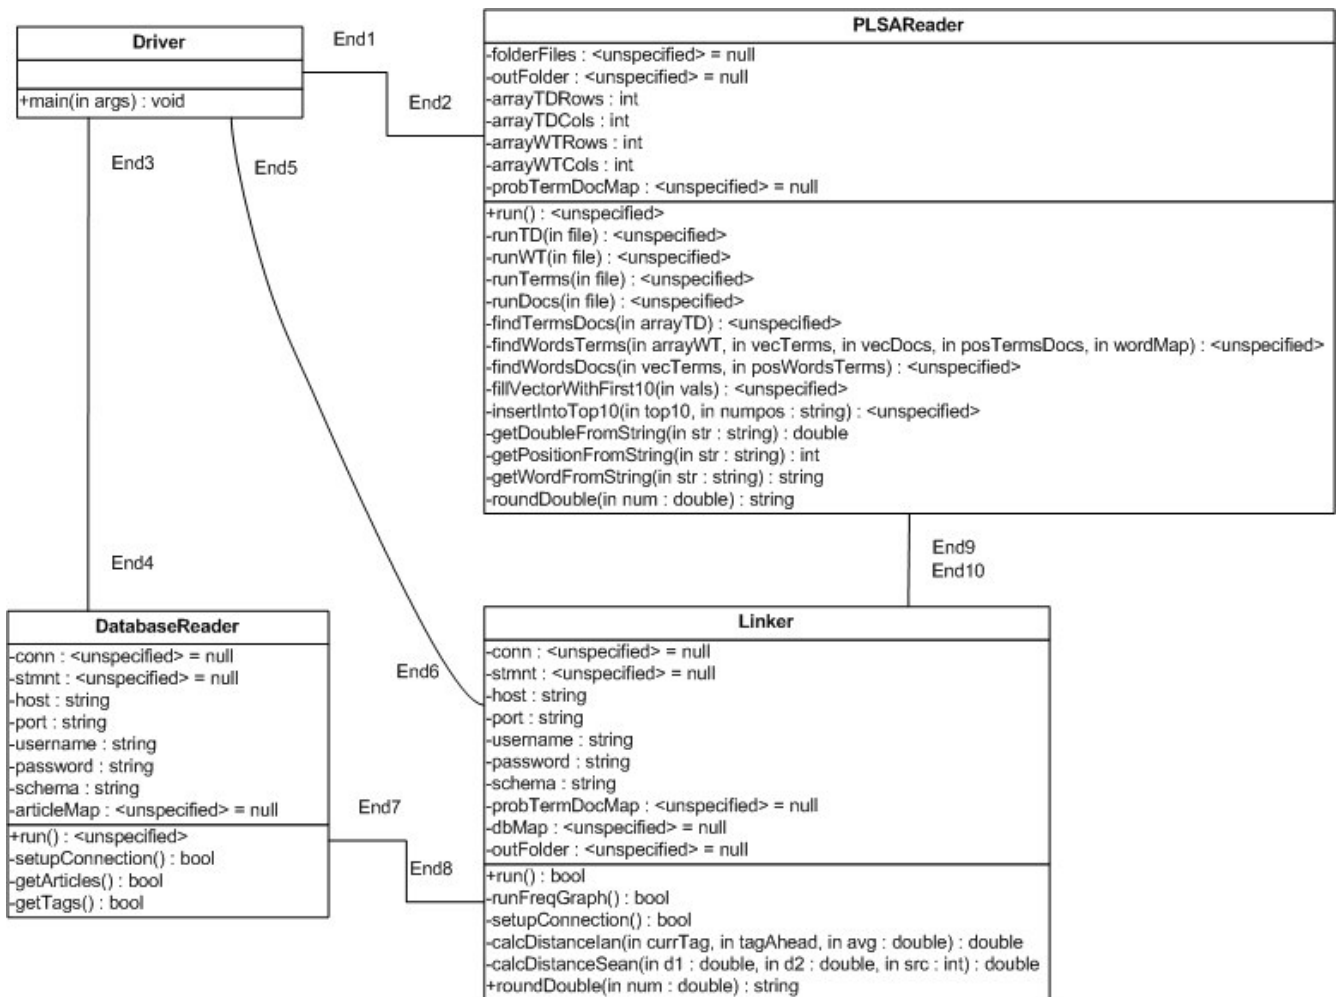 Driver
+main(in args) : void
End1
End2
End3
End5
PLSAReader
-folderFiles : <unspecified> = null
-outFolder : <unspecified> = null
-arrayTDRows : int
-arrayTDCols : int
-arrayWTRows : int
-arrayWTCols : int
-probTermDocMap : <unspecified> = null
+run() : <unspecified>
-runTD(in file) : <unspecified>
-runWT(in file) : <unspecified>
-runTerms(in file) : <unspecified>
-runDocs(in file) : <unspecified>
-findTermsDocs(in arrayTD) : <unspecified>
-findWordsTerms(in arrayWT, in vecTerms, in vecDocs, in posTermsDocs, in wordMap) : <unspecified>
-findWordsDocs(in vecTerms, in posWordsTerms) : <unspecified>
-fillVectorWithFirst10(in vals) : <unspecified>
-insertIntoTop10(in top10, in numpos : string) : <unspecified>
-getDoubleFromString(in str : string) : double
-getPositionFromString(in str : string) : int
-getWordFromString(in str : string) : string
-roundDouble(in num : double) : string
End9
End10
End4
DatabaseReader
-conn : <unspecified> = null
-stmnt : <unspecified> = null
-host : string
-port : string
-username : string
-password : string
-schema : string
-articleMap : <unspecified> = null
+run() : <unspecified>
-setupConnection() : bool
-getArticles() : bool
-getTags() : bool
End6
End7
End8
Linker
-conn : <unspecified> = null
-stmnt : <unspecified> = null
-host : string
-port : string
-username : string
-password : string
-schema : string
-probTermDocMap : <unspecified> = null
-dbMap : <unspecified> = null
-outFolder : <unspecified> = null
+run() : bool
-runFreqGraph() : bool
-setupConnection() : bool
-calcDistanceIan(in currTag, in tagAhead, in avg : double) : double
-calcDistanceSean(in d1 : double, in d2 : double, in src : int) : double
+roundDouble(in num : double) : string